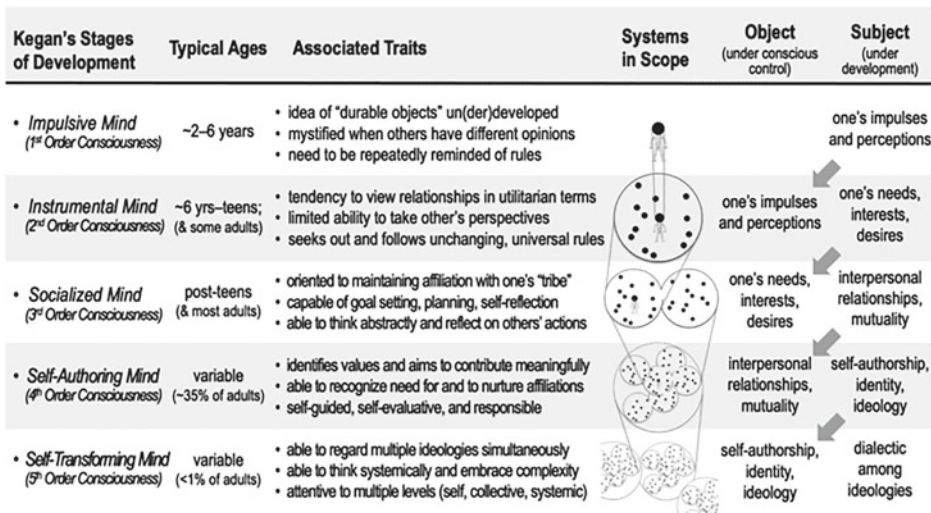 Kegan's Stages of Development
Typical Ages
Associated Traits
Systems in Scope
Object
(under conscious control)
Subject
(under development)
• Impulsive Mind
(1st Order Consciousness)
~2–6 years
• idea of "durable objects" un(der)developed
• mystified when others have different opinions
• need to be repeatedly reminded of rules
one's impulses
and perceptions
• Instrumental Mind
(2nd Order Consciousness)
~6 yrs–teens;
(& some adults)
• tendency to view relationships in utilitarian terms
• limited ability to take other's perspectives
• seeks out and follows unchanging, universal rules
one's impulses
and perceptions
one's needs,
interests,
desires
• Socialized Mind
(3rd Order Consciousness)
post-teens
(& most adults)
• oriented to maintaining affiliation with one's "tribe"
• capable of goal setting, planning, self-reflection
• able to think abstractly and reflect on others' actions
one's needs,
interests,
desires
interpersonal
relationships,
mutuality
• Self-Authoring Mind
(4th Order Consciousness)
variable
(~35% of adults)
• identifies values and aims to contribute meaningfully
• able to recognize need for and to nurture affiliations
• self-guided, self-evaluative, and responsible
interpersonal
relationships,
mutuality
self-authorship,
identity,
ideology
• Self-Transforming Mind
(5th Order Consciousness)
variable
(<1% of adults)
• able to regard multiple ideologies simultaneously
• able to think systemically and embrace complexity
• attentive to multiple levels (self, collective, systemic)
self-authorship,
identity,
ideology
dialectic
among
ideologies